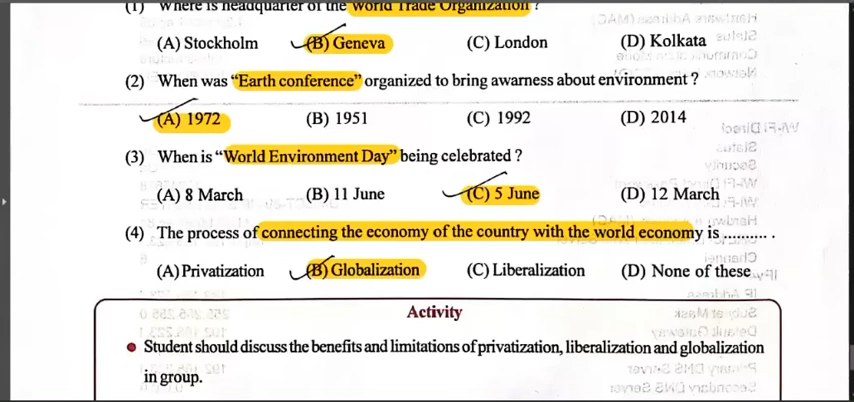 (1) Where is headquarter of the World Trade Organization ?
(A) Stockholm (B) Geneva (C) London (D) Kolkata
(2) When was “Earth conference” organized to bring awarness about environment ?
(A) 1972 (B) 1951 (C) 1992 (D) 2014
(3) When is “World Environment Day” being celebrated ?
(A) 8 March (B) 11 June (C) 5 June (D) 12 March
(4) The process of connecting the economy of the country with the world economy is ...........
(A) Privatization (B) Globalization (C) Liberalization (D) None of these
Activity
● Student should discuss the benefits and limitations of privatization, liberalization and globalization
in group.